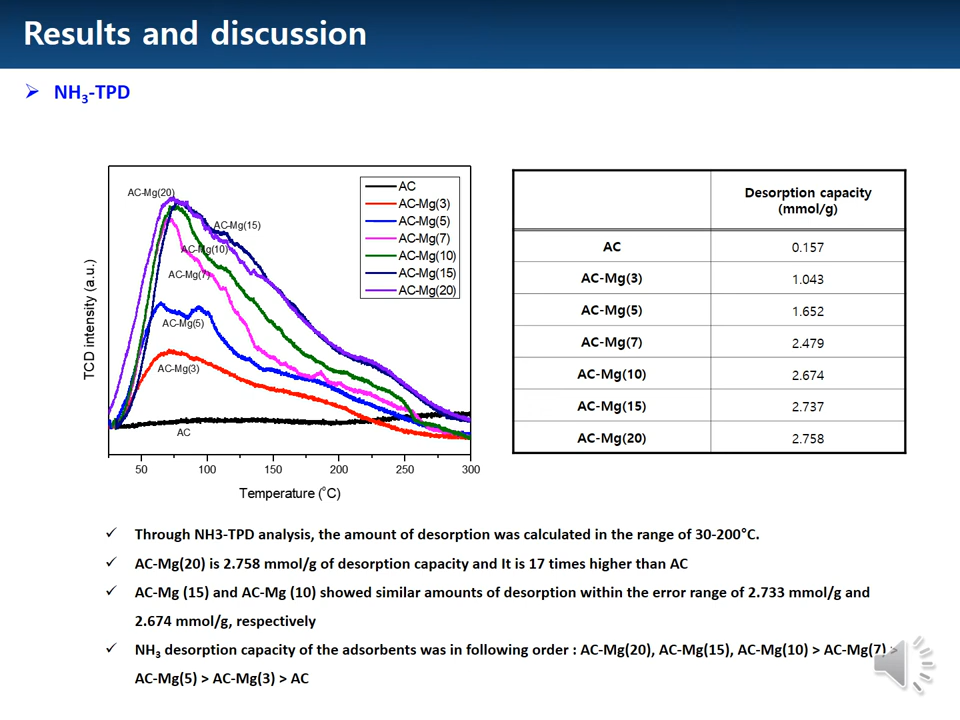 Results and discussion
➢ NH3-TPD
TCD intensity (a.u.)
AC-Mg(20)
AC-Mg(15)
AC-Mg(10)
AC-Mg(7)
AC-Mg(5)
AC-Mg(3)
AC
AC
AC-Mg(3)
AC-Mg(5)
AC-Mg(7)
AC-Mg(10)
AC-Mg(15)
AC-Mg(20)
50 100 150 200 250 300
Temperature (°C)
Desorption capacity
(mmol/g)
AC 0.157
AC-Mg(3) 1.043
AC-Mg(5) 1.652
AC-Mg(7) 2.479
AC-Mg(10) 2.674
AC-Mg(15) 2.737
AC-Mg(20) 2.758
✓ Through NH3-TPD analysis, the amount of desorption was calculated in the range of 30-200°C.
✓ AC-Mg(20) is 2.758 mmol/g of desorption capacity and It is 17 times higher than AC
✓ AC-Mg (15) and AC-Mg (10) showed similar amounts of desorption within the error range of 2.733 mmol/g and
2.674 mmol/g, respectively
✓ NH3 desorption capacity of the adsorbents was in following order : AC-Mg(20), AC-Mg(15), AC-Mg(10) > AC-Mg(7) >
AC-Mg(5) > AC-Mg(3) > AC